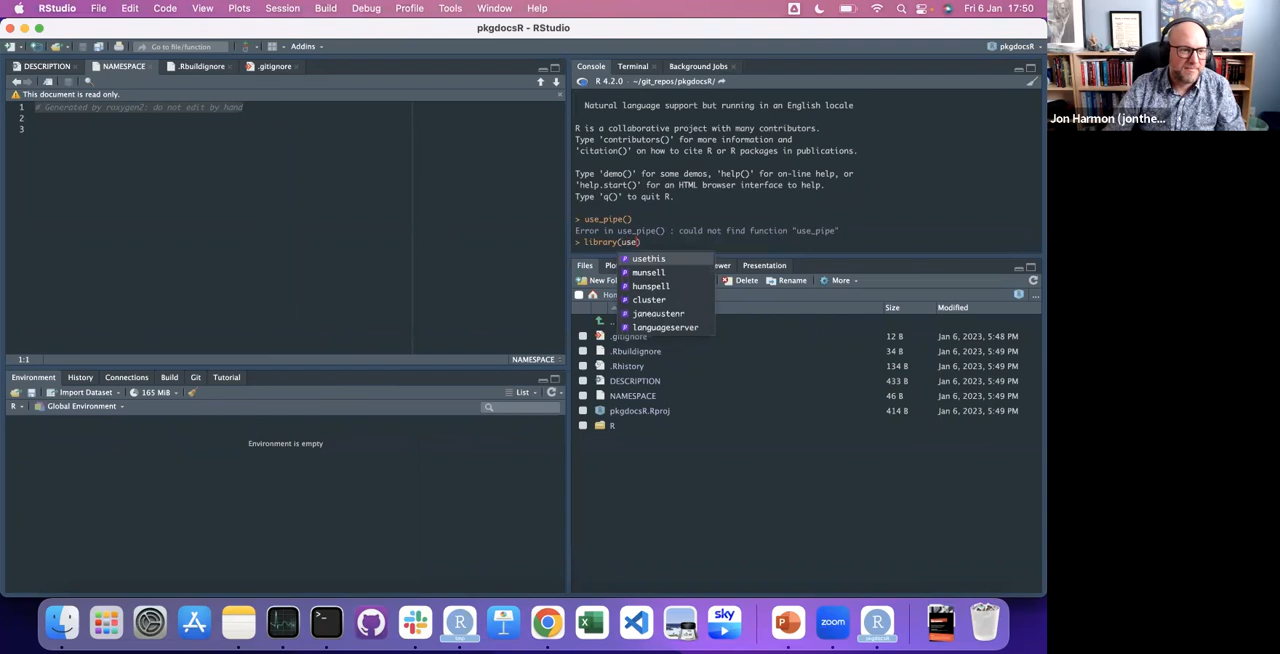 RStudio File Edit Code View Plots Session Build Debug Profile Tools Window Help Fri 6 Jan 17:50
pkgdocsR - RStudio
Go to file/function Addins pkgdocsR
DESCRIPTION NAMESPACE .Rbuildignore .gitignore
This document is read only.
1 # Generated by roxygen2: do not edit by hand
2
3
1:1 NAMESPACE
Environment History Connections Build Git Tutorial
Import Dataset 165 MiB List
R Global Environment
Environment is empty
Console Terminal Background Jobs
R 4.2.0 · ~/git_repos/pkgdocsR/
Natural language support but running in an English locale
R is a collaborative project with many contributors.
Type 'contributors()' for more information and
'citation()' on how to cite R or R packages in publications.
Type 'demo()' for some demos, 'help()' for on-line help, or
'help.start()' for an HTML browser interface to help.
Type 'q()' to quit R.
> use_pipe()
Error in use_pipe() : could not find function "use_pipe"
> library(use)
usethis
munsell
hunspell
cluster
janeaustenr
languageserver
Files Plo ewer Presentation
New Fol Delete Rename More
Hom
Size Modified
..
.gitignore 12 B Jan 6, 2023, 5:48 PM
.Rbuildignore 34 B Jan 6, 2023, 5:49 PM
.Rhistory 134 B Jan 6, 2023, 5:49 PM
DESCRIPTION 433 B Jan 6, 2023, 5:49 PM
NAMESPACE 46 B Jan 6, 2023, 5:49 PM
pkgdocsR.Rproj 414 B Jan 6, 2023, 5:49 PM
R
Jon Harmon (jonthe...
sky
zoom